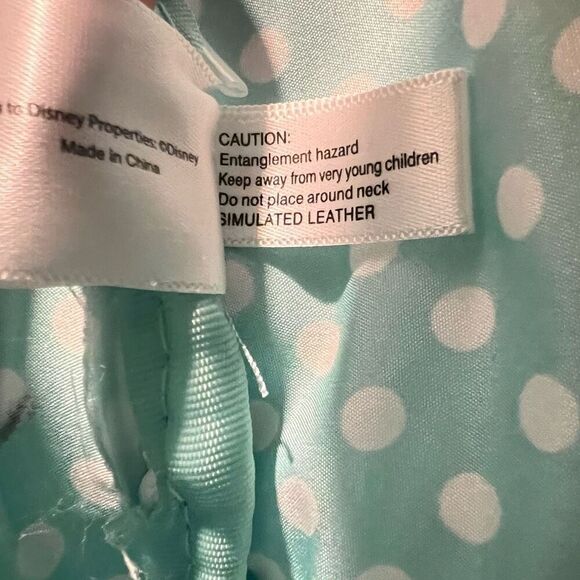 to Disney Properties: ©Disney
Made in China
CAUTION:
Entanglement hazard
Keep away from very young children
Do not place around neck
SIMULATED LEATHER